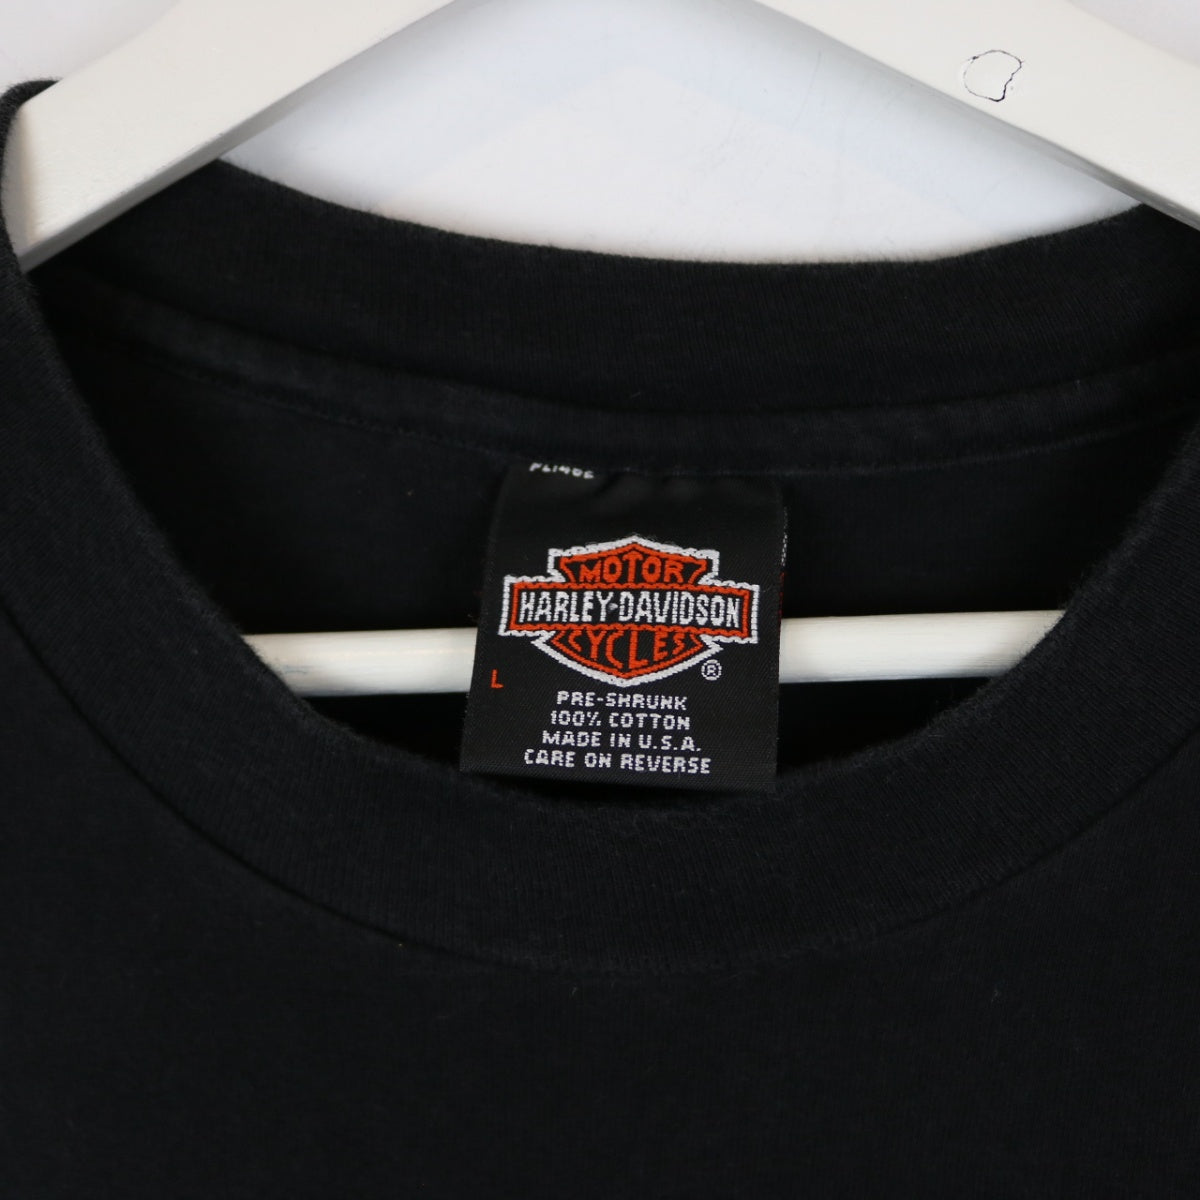 MOTOR
HARLEY-DAVIDSON
CYCLES
®
L
PRE-SHRUNK
100% COTTON
MADE IN U.S.A.
CARE ON REVERSE